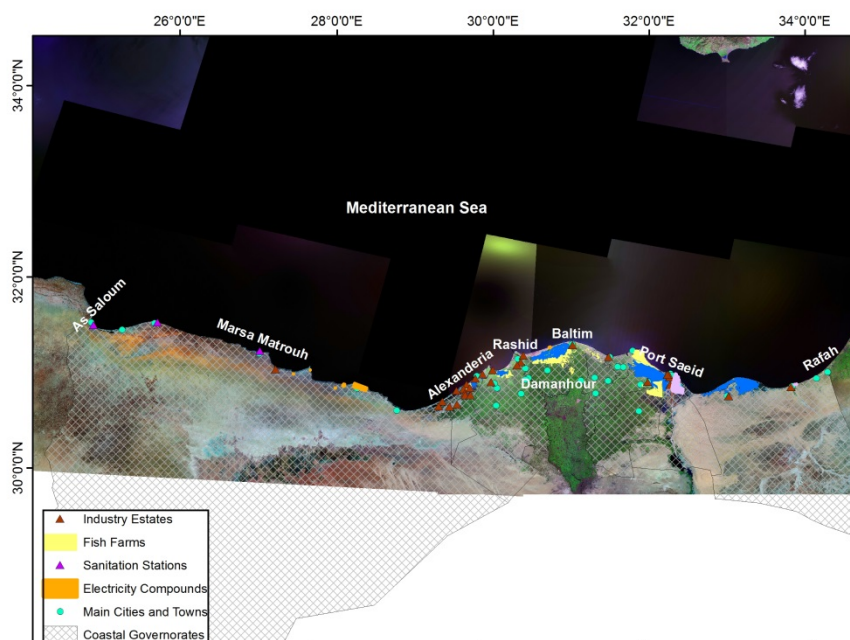 26°0'0"E 28°0'0"E 30°0'0"E 32°0'0"E 34°0'0"E
34°0'0"N
Mediterranean Sea
32°0'0"N
As Saloum
Marsa Matrouh
Alexanderia
Rashid
Baltim
Port Saeid
Rafah
Damanhour
30°0'0"N
Industry Estates
Fish Farms
Sanitation Stations
Electricity Compounds
Main Cities and Towns
Coastal Governorates